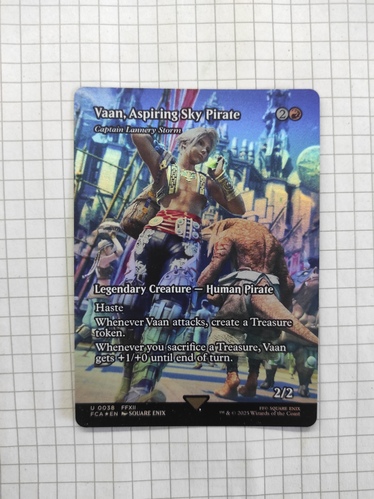 Vaan, Aspiring Sky Pirate 2
Captain Lannery Storm
Legendary Creature — Human Pirate
Haste
Whenever Vaan attacks, create a Treasure
token.
Whenever you sacrifice a Treasure, Vaan
gets +1/+0 until end of turn.
2/2
U 0038 FFXII
FCA ★ EN SQUARE ENIX
© SQUARE ENIX
™ & © 2025 Wizards of the Coast